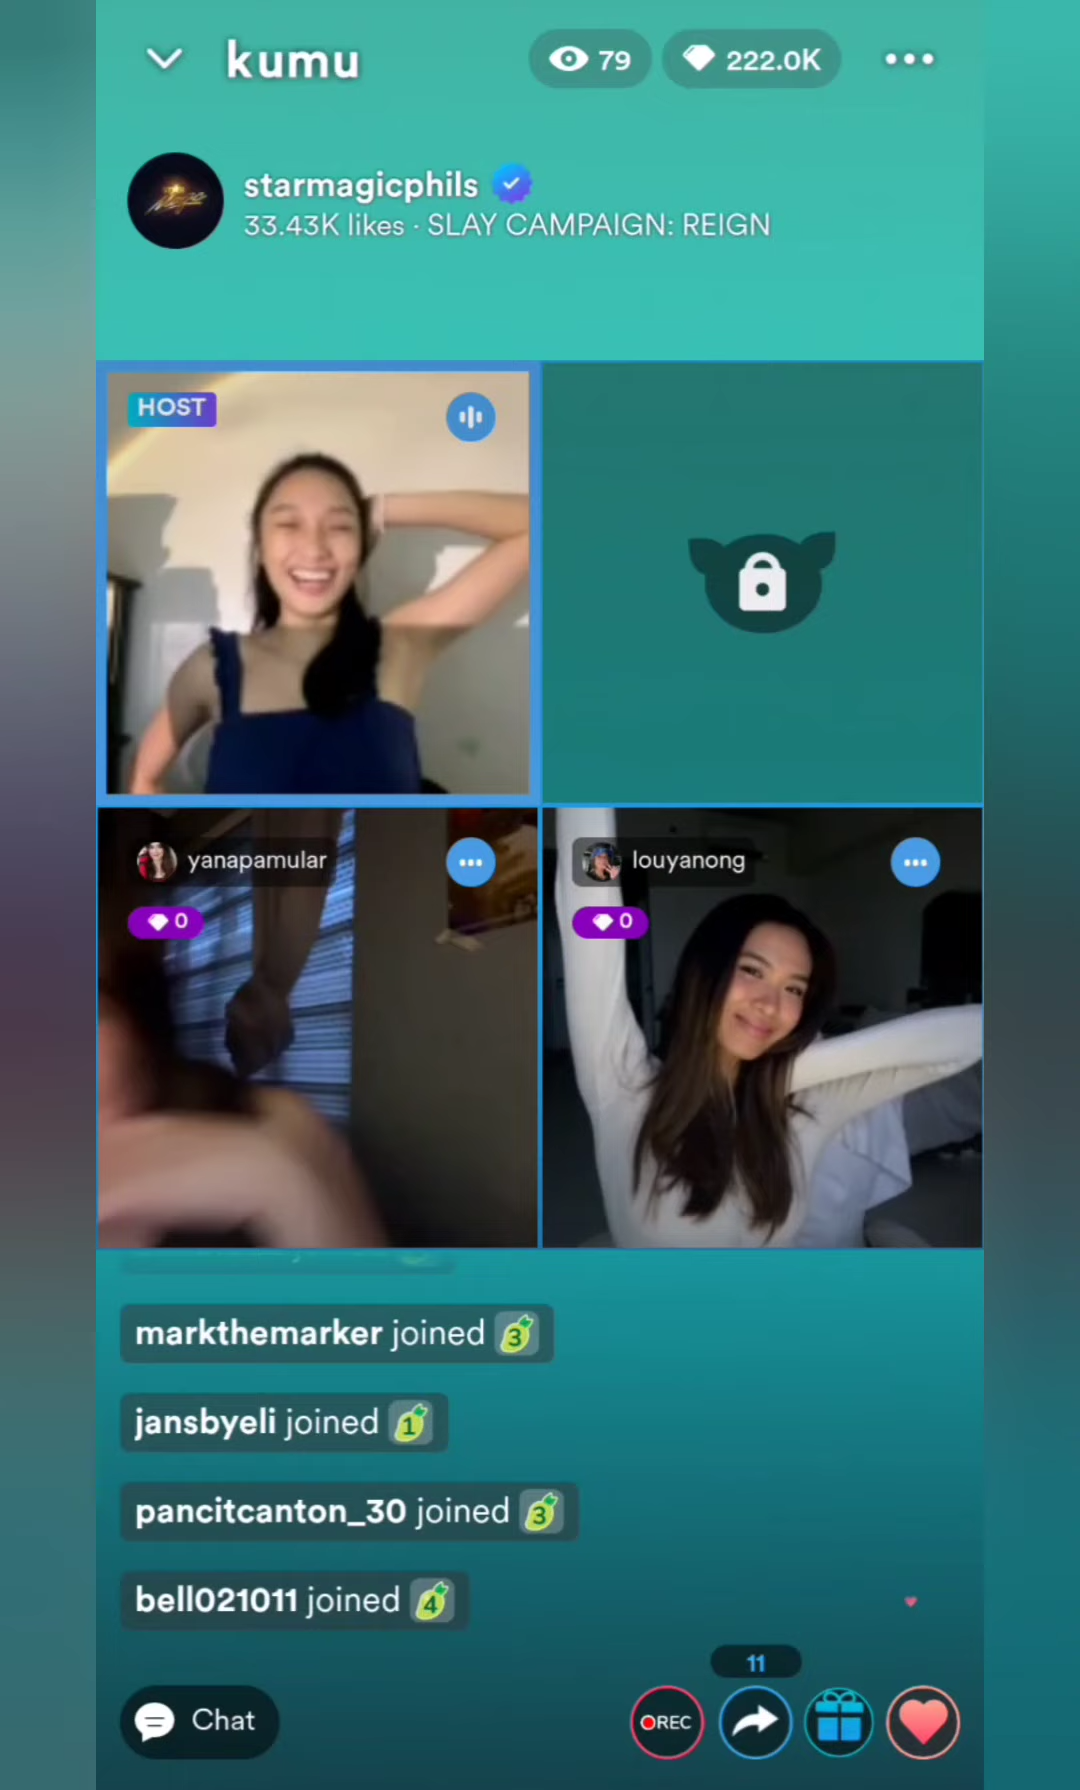 kumu
79
222.0K
starmagicphils
33.43K likes · SLAY CAMPAIGN: REIGN
HOST
yanapamular
0
louyanong
0
markthemarker joined 3
jansbyeli joined 1
pancitcanton_30 joined 3
bell021011 joined 4
11
Chat
REC